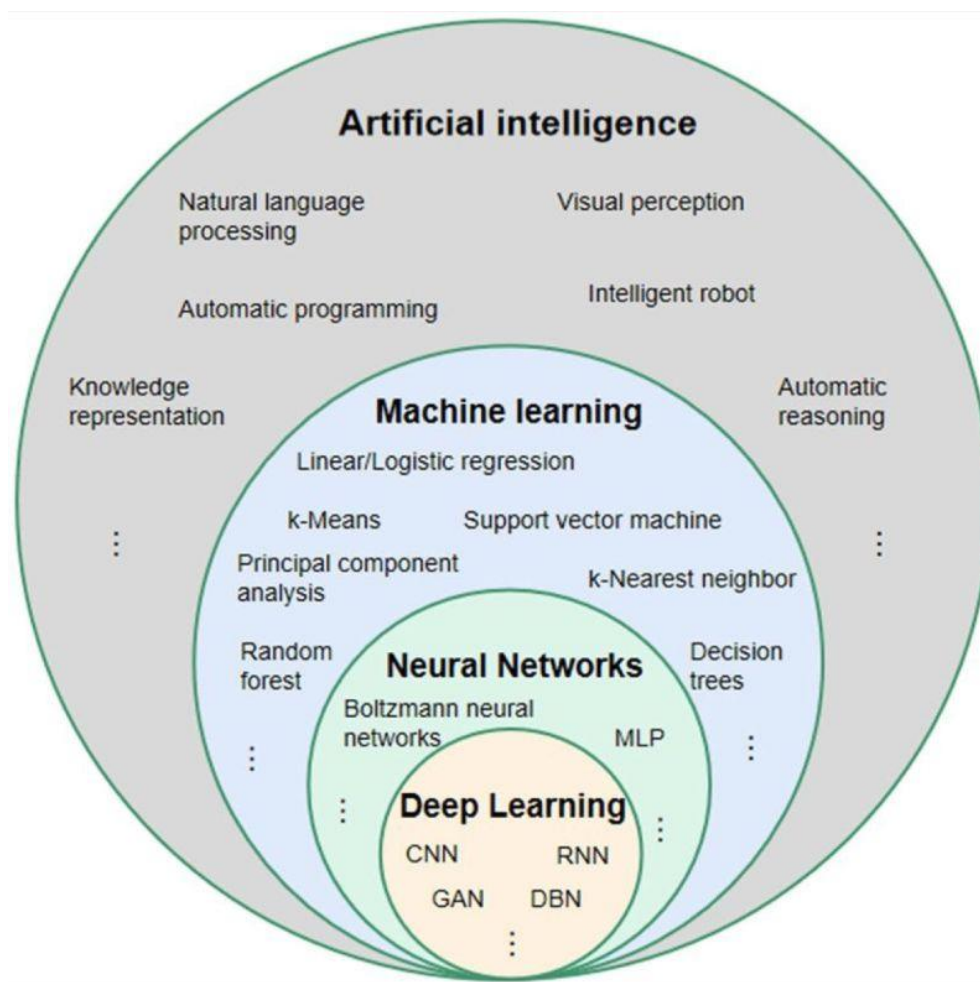 Artificial intelligence
Natural language
processing
Visual perception
Automatic programming
Intelligent robot
Knowledge
representation
Automatic
reasoning
Machine learning
Linear/Logistic regression
k-Means
Support vector machine
Principal component
analysis
k-Nearest neighbor
Random
forest
Decision
trees
Neural Networks
Boltzmann neural
networks
MLP
Deep Learning
CNN
RNN
GAN
DBN